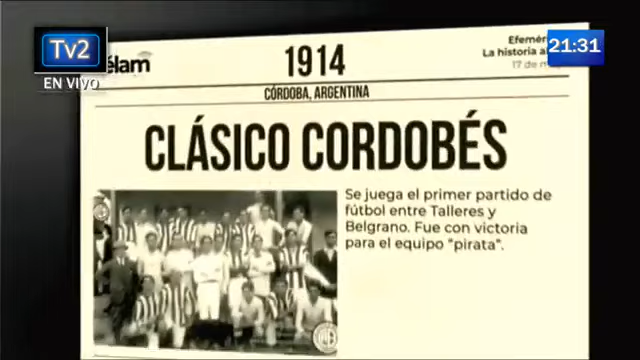 Tv2
EN VIVO
élam
1914
Efemér
La historia a
17 de m
21:31
CÓRDOBA, ARGENTINA
CLÁSICO CORDOBÉS
Se juega el primer partido de
fútbol entre Talleres y
Belgrano. Fue con victoria
para el equipo "pirata".